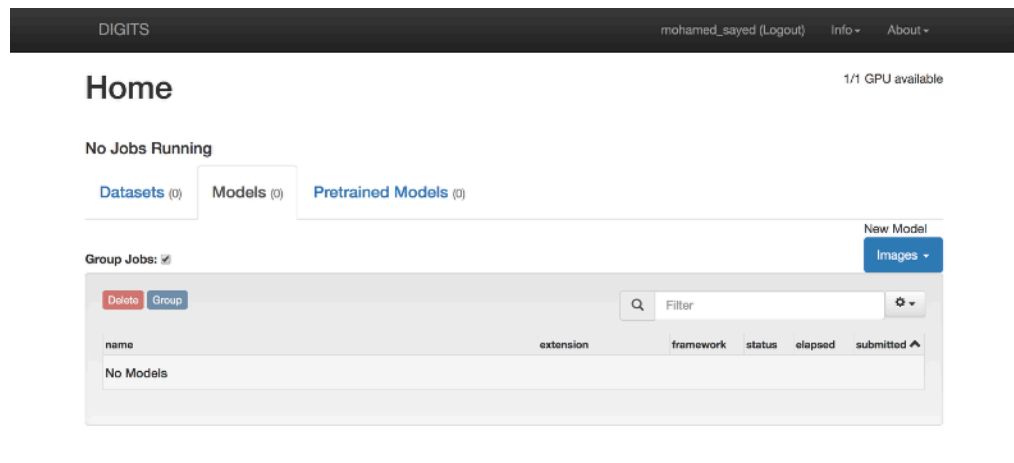 DIGITS mohamed_sayed (Logout) Info About
Home 1/1 GPU available
No Jobs Running
Datasets (0) Models (0) Pretrained Models (0)
New Model
Group Jobs: Images
Delete Group Filter
name extension framework status elapsed submitted
No Models